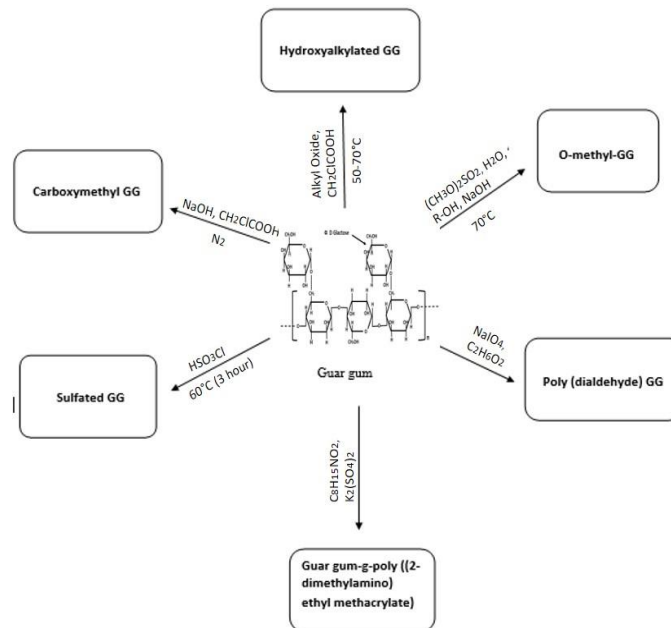 Hydroxyalkylated GG
Alkyl Oxide,
CH2ClCOOH
50-70°C
O-methyl-GG
(CH3O)2SO2, H2O,
R-OH, NaOH
70°C
Carboxymethyl GG
NaOH, CH2ClCOOH
N2
Guar gum
HSO3Cl
60°C (3 hour)
Sulfated GG
NaIO4,
C2H6O2
Poly (dialdehyde) GG
C8H15NO2,
K2(SO4)2
Guar gum-g-poly ((2-
dimethylamino)
ethyl methacrylate)